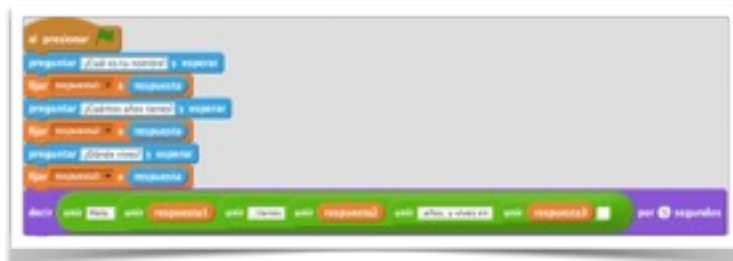 al presionar
preguntar ¿Cuál es tu nombre? y esperar
fijar respuesta1 a respuesta
preguntar ¿Cuántos años tienes? y esperar
fijar respuesta2 a respuesta
preguntar ¿Dónde vives? y esperar
fijar respuesta3 a respuesta
decir unir Hola, unir respuesta1 unir , tienes unir respuesta2 unir años, y vives en unir respuesta3 por segundos